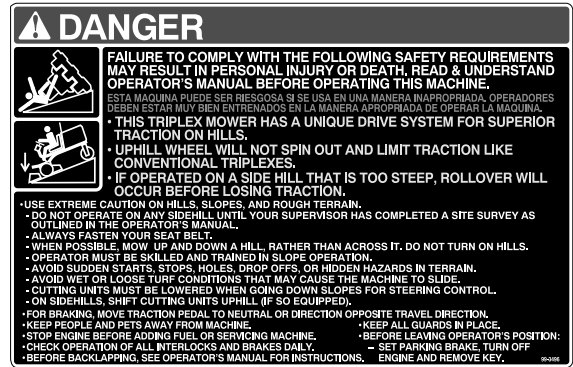 DANGER
FAILURE TO COMPLY WITH THE FOLLOWING SAFETY REQUIREMENTS
MAY RESULT IN PERSONAL INJURY OR DEATH, READ & UNDERSTAND
OPERATOR'S MANUAL BEFORE OPERATING THIS MACHINE.
ESTA MAQUINA PUEDE SER RIESGOSA SI SE USA EN UNA MANERA INAPROPRIADA. OPERADORES
DEBEN ESTAR MUY BIEN ENTRENADOS EN LA MANERA APROPRIADA DE OPERAR LA MAQUINA.
• THIS TRIPLEX MOWER HAS A UNIQUE DRIVE SYSTEM FOR SUPERIOR
TRACTION ON HILLS.
• UPHILL WHEEL WILL NOT SPIN OUT AND LIMIT TRACTION LIKE
CONVENTIONAL TRIPLEXES.
• IF OPERATED ON A SIDE HILL THAT IS TOO STEEP, ROLLOVER WILL
OCCUR BEFORE LOSING TRACTION.
•USE EXTREME CAUTION ON HILLS, SLOPES, AND ROUGH TERRAIN.
- DO NOT OPERATE ON ANY SIDEHILL UNTIL YOUR SUPERVISOR HAS COMPLETED A SITE SURVEY AS
OUTLINED IN THE OPERATOR'S MANUAL.
- ALWAYS FASTEN YOUR SEAT BELT.
- WHEN POSSIBLE, MOW UP AND DOWN A HILL, RATHER THAN ACROSS IT. DO NOT TURN ON HILLS.
- OPERATOR MUST BE SKILLED AND TRAINED IN SLOPE OPERATION.
- AVOID SUDDEN STARTS, STOPS, HOLES, DROP OFFS, OR HIDDEN HAZARDS IN TERRAIN.
- AVOID WET OR LOOSE TURF CONDITIONS THAT MAY CAUSE THE MACHINE TO SLIDE.
- CUTTING UNITS MUST BE LOWERED WHEN GOING DOWN SLOPES FOR STEERING CONTROL.
- ON SIDEHILLS, SHIFT CUTTING UNITS UPHILL (IF SO EQUIPPED).
•FOR BRAKING, MOVE TRACTION PEDAL TO NEUTRAL OR DIRECTION OPPOSITE TRAVEL DIRECTION.
•KEEP PEOPLE AND PETS AWAY FROM MACHINE.
•STOP ENGINE BEFORE ADDING FUEL OR SERVICING MACHINE.
•CHECK OPERATION OF ALL INTERLOCKS AND BRAKES DAILY.
•BEFORE BACKLAPPING, SEE OPERATOR'S MANUAL FOR INSTRUCTIONS.
•KEEP ALL GUARDS IN PLACE.
•BEFORE LEAVING OPERATOR'S POSITION:
- SET PARKING BRAKE, TURN OFF
ENGINE AND REMOVE KEY.
99-3496